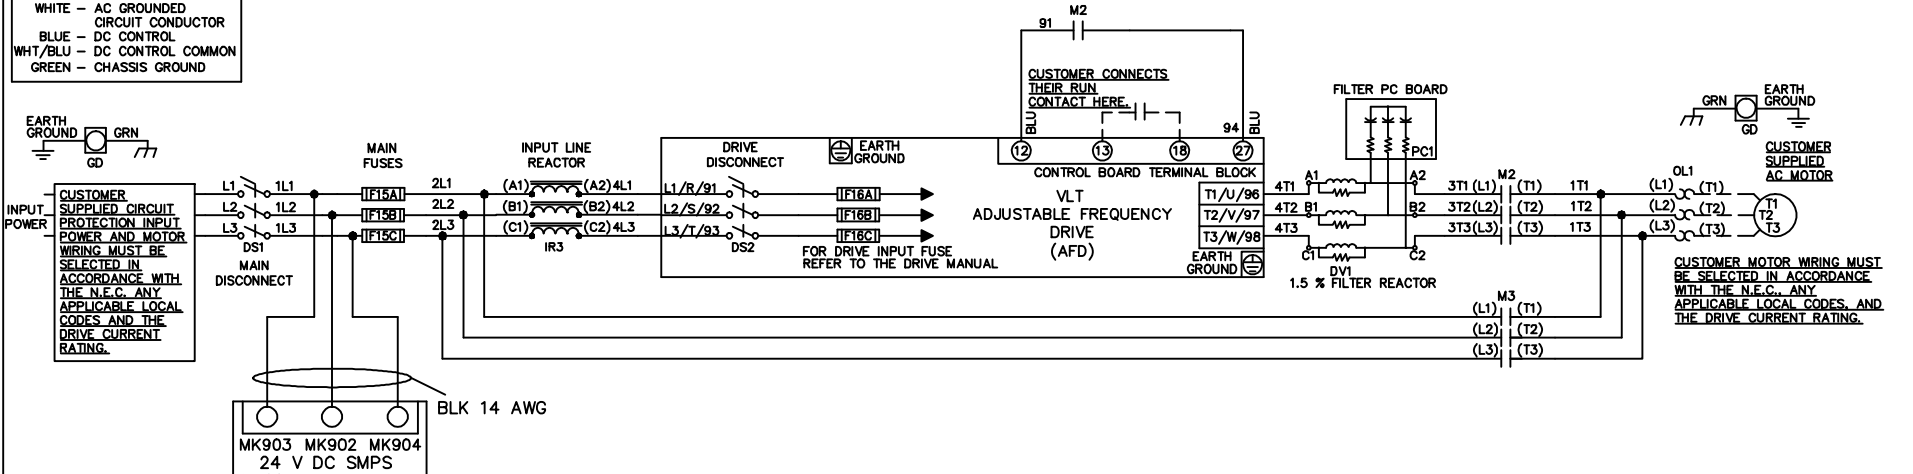 WHITE – AC GROUNDED
CIRCUIT CONDUCTOR
BLUE – DC CONTROL
WHT/BLU – DC CONTROL COMMON
GREEN – CHASSIS GROUND
EARTH
GROUND
GRN
GD
INPUT
POWER
CUSTOMER
SUPPLIED CIRCUIT
PROTECTION INPUT
POWER AND MOTOR
WIRING MUST BE
SELECTED IN
ACCORDANCE WITH
THE N.E.C. ANY
APPLICABLE LOCAL
CODES AND THE
DRIVE CURRENT
RATING.
L1
L2
L3
1L1
1L2
1L3
DS1
MAIN
DISCONNECT
MAIN
FUSES
F15A
F15B
F15C
2L1
2L2
2L3
INPUT LINE
REACTOR
(A1) (A2) 4L1
(B1) (B2) 4L2
(C1) (C2) 4L3
IR3
L1/R/91
L2/S/92
L3/T/93
DRIVE
DISCONNECT
DS2
EARTH
GROUND
F16A
F16B
F16C
FOR DRIVE INPUT FUSE
REFER TO THE DRIVE MANUAL
91
M2
CUSTOMER CONNECTS
THEIR RUN
CONTACT HERE.
BLU
94
BLU
12
13
18
27
CONTROL BOARD TERMINAL BLOCK
VLT
ADJUSTABLE FREQUENCY
DRIVE
(AFD)
T1/U/96
T2/V/97
T3/W/98
EARTH
GROUND
4T1
4T2
4T3
A1
B1
C1
A2
B2
C2
FILTER PC BOARD
PC1
DV1
1.5 % FILTER REACTOR
M2
3T1 (L1) (T1) 1T1
3T2 (L2) (T2) 1T2
3T3 (L3) (T3) 1T3
M3
(L1) (T1)
(L2) (T2)
(L3) (T3)
OL1
(L1) (T1)
(L2) (T2)
(L3) (T3)
T1
T2
T3
GRN
EARTH
GROUND
GD
CUSTOMER
SUPPLIED
AC MOTOR
CUSTOMER MOTOR WIRING MUST
BE SELECTED IN ACCORDANCE
WITH THE N.E.C., ANY
APPLICABLE LOCAL CODES, AND
THE DRIVE CURRENT RATING.
BLK 14 AWG
MK903 MK902 MK904
24 V DC SMPS